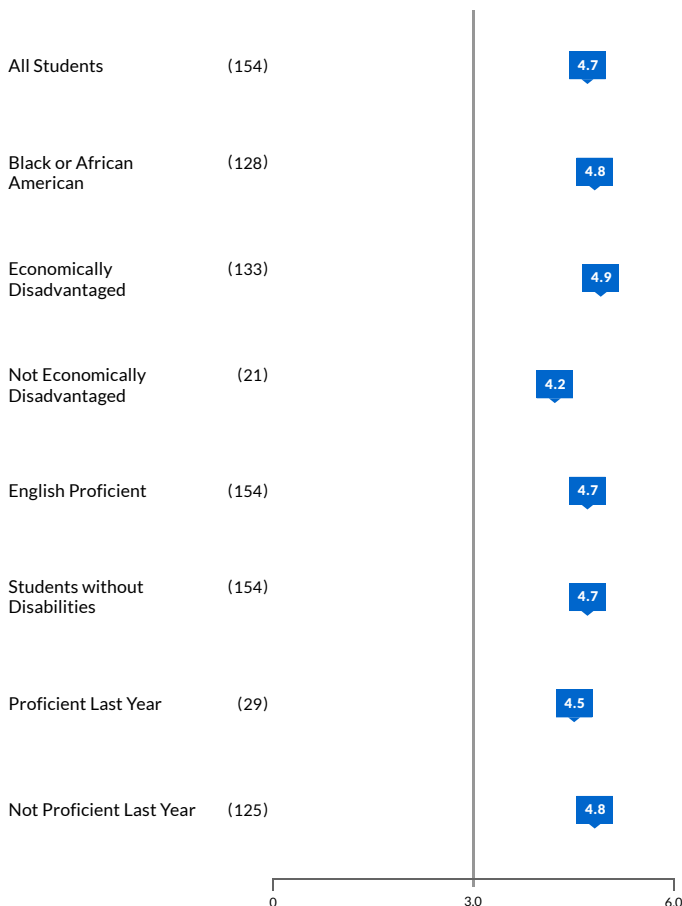 All Students (154) 4.7
Black or African (128)
American
4.8
Economically (133)
Disadvantaged
4.9
Not Economically (21)
Disadvantaged
4.2
English Proficient (154) 4.7
Students without (154)
Disabilities
4.7
Proficient Last Year (29) 4.5
Not Proficient Last Year (125) 4.8
0 3.0 6.0